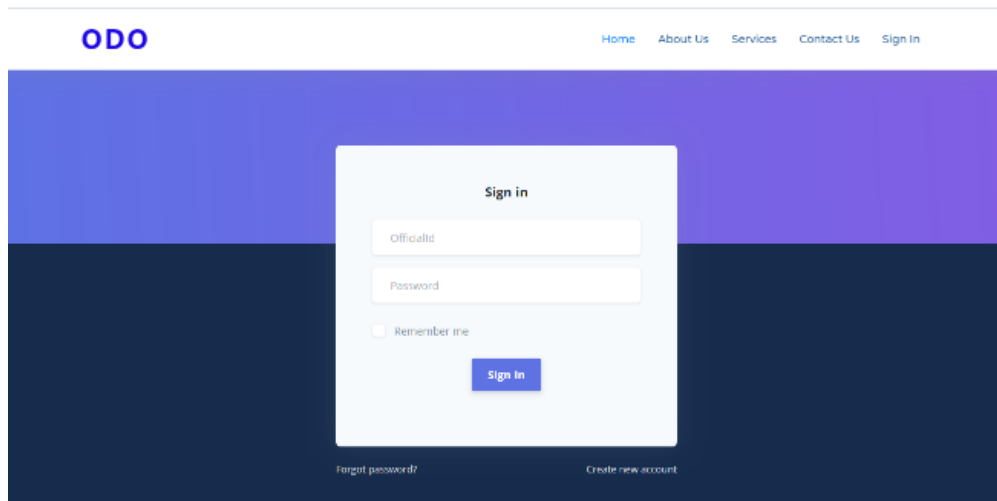 ODO
Home About Us Services Contact Us Sign In
Sign in
OfficialId
Password
Remember me
Sign In
Forgot password? Create new account